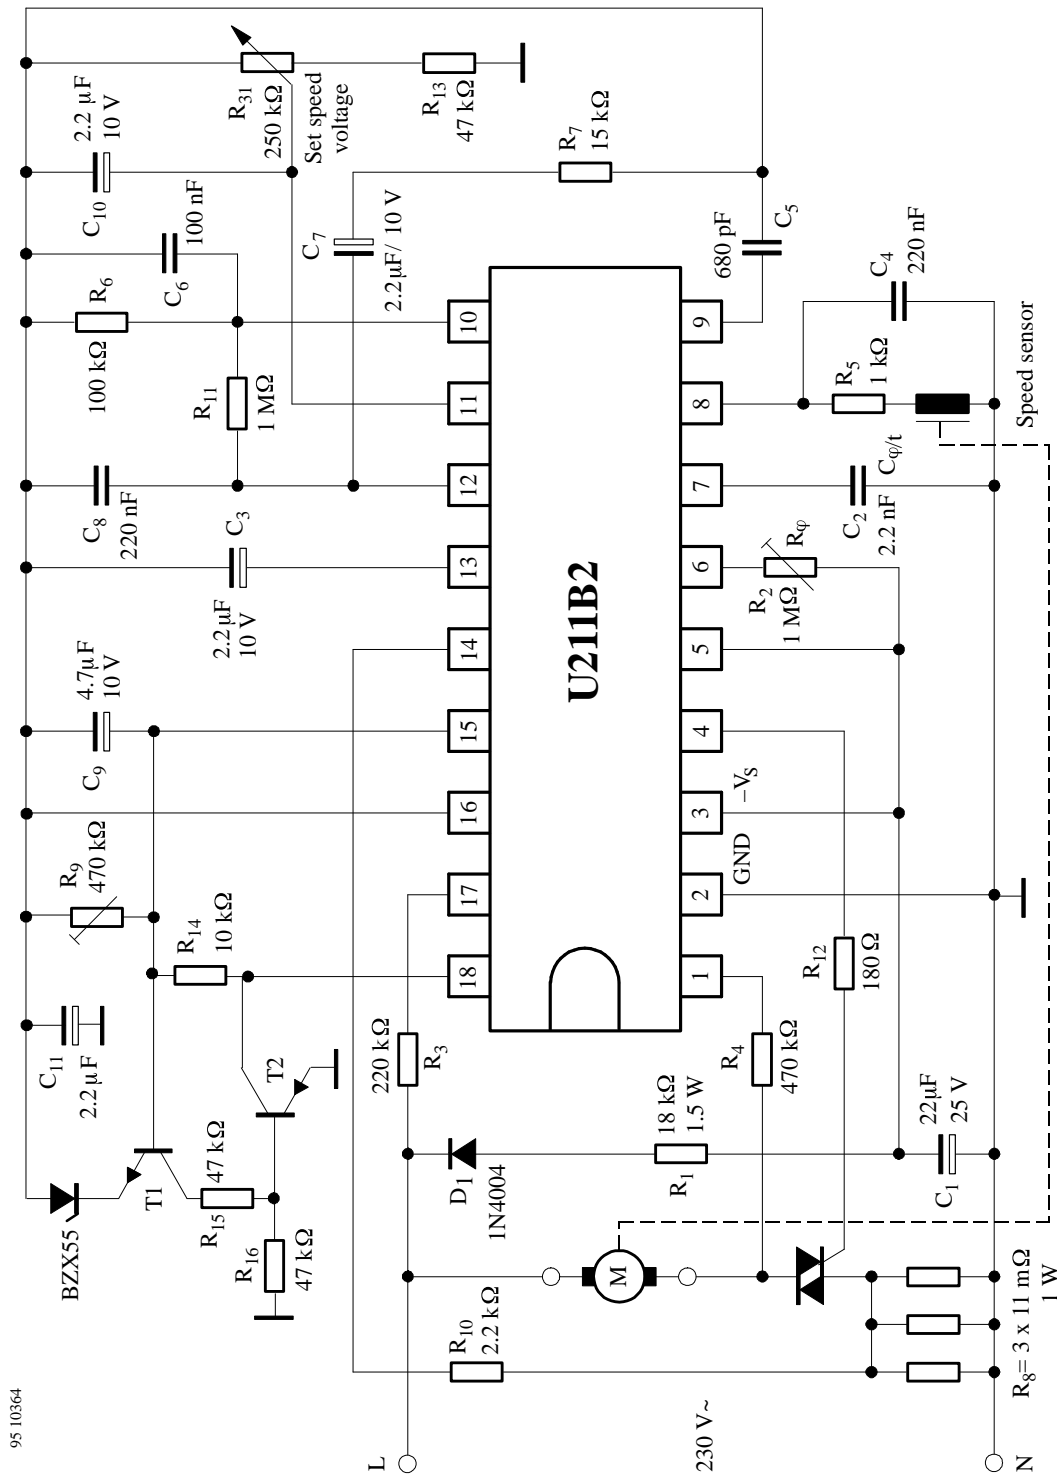 95 10364
L
230 V~
N
BZX55
T1
T2
C11
2.2 µF
R15
47 kΩ
R16
47 kΩ
R14
10 kΩ
R9
470 kΩ
C9
4.7µF
10 V
C3
2.2µF
10 V
C8
220 nF
R11
1 MΩ
R6
100 kΩ
C6
100 nF
C10
2.2 µF
10 V
R31
250 kΩ
Set speed
voltage
R13
47 kΩ
C7
2.2µF/ 10 V
R7
15 kΩ
680 pF
C5
R3
220 kΩ
D1
1N4004
R10
2.2 kΩ
R1
18 kΩ
1.5 W
M
R4
470 kΩ
R12
180 Ω
C1
22µF
25 V
R8= 3 x 11 mΩ
1 W
18
17
16
15
14
13
12
11
10
U211B2
1
2
3
4
5
6
7
8
9
GND
−VS
R2
1 MΩ
Rφ
C2
2.2 nF
Cφ/t
R5
1 kΩ
C4
220 nF
Speed sensor